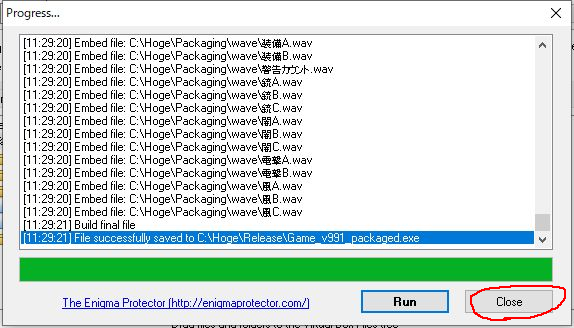 Progress...
[11:29:20] Embed file: C:\Hoge\Packaging\wave\装備A.wav
[11:29:20] Embed file: C:\Hoge\Packaging\wave\装備B.wav
[11:29:20] Embed file: C:\Hoge\Packaging\wave\警告カウント.wav
[11:29:20] Embed file: C:\Hoge\Packaging\wave\銃A.wav
[11:29:20] Embed file: C:\Hoge\Packaging\wave\銃B.wav
[11:29:20] Embed file: C:\Hoge\Packaging\wave\銃C.wav
[11:29:20] Embed file: C:\Hoge\Packaging\wave\闇A.wav
[11:29:20] Embed file: C:\Hoge\Packaging\wave\闇B.wav
[11:29:20] Embed file: C:\Hoge\Packaging\wave\闇C.wav
[11:29:20] Embed file: C:\Hoge\Packaging\wave\電撃A.wav
[11:29:20] Embed file: C:\Hoge\Packaging\wave\電撃B.wav
[11:29:20] Embed file: C:\Hoge\Packaging\wave\風A.wav
[11:29:20] Embed file: C:\Hoge\Packaging\wave\風B.wav
[11:29:20] Embed file: C:\Hoge\Packaging\wave\風C.wav
[11:29:21] Build final file
[11:29:21] File successfully saved to C:\Hoge\Release\Game_v991_packaged.exe
The Enigma Protector (http://enigmaprotector.com/)
Run
Close
Drag files and folders to the Virtual Box Files tree